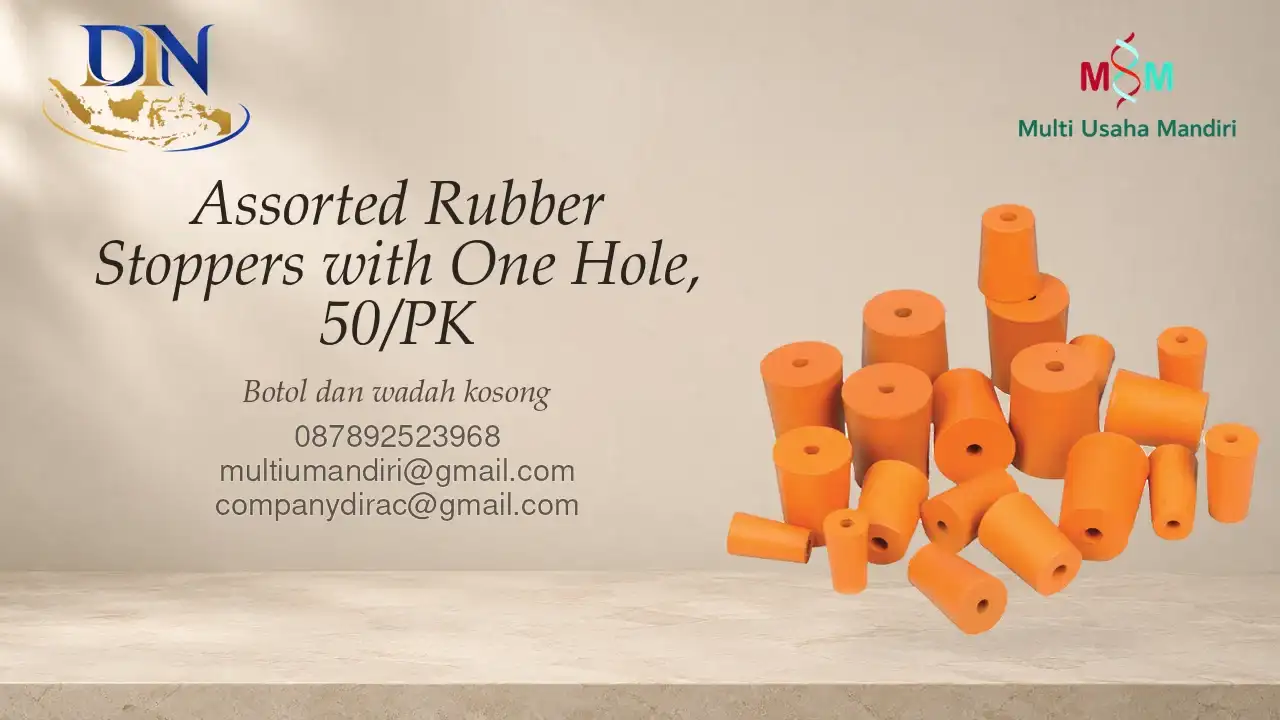 DIN
MSM
Multi Usaha Mandiri
Assorted Rubber
Stoppers with One Hole,
50/PK
Botol dan wadah kosong
087892523968
multiumandiri@gmail.com
companydirac@gmail.com